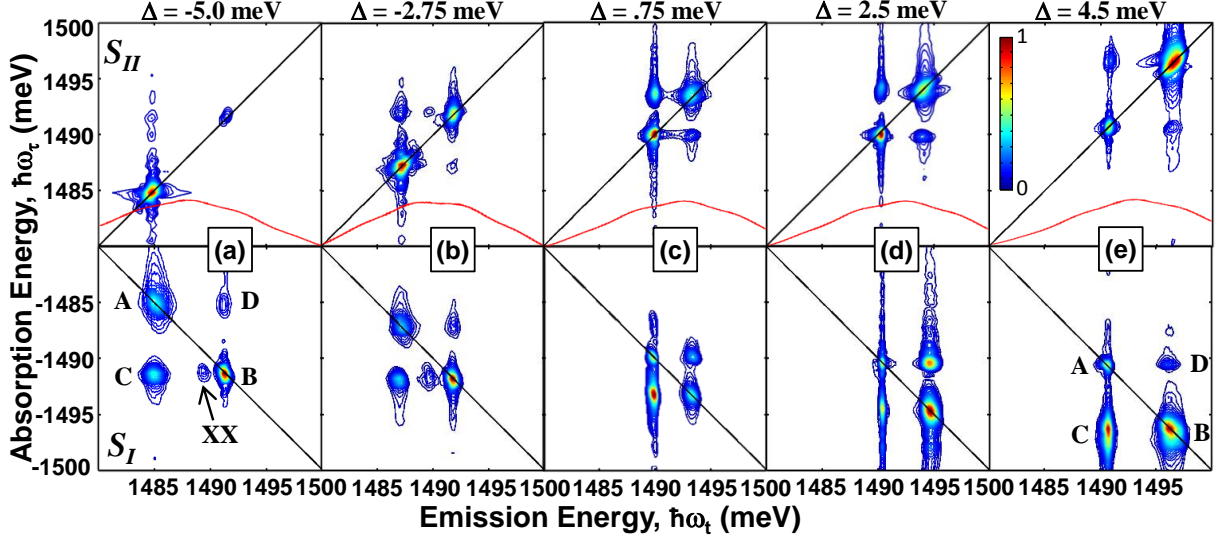 Δ = -5.0 meV Δ = -2.75 meV Δ = .75 meV Δ = 2.5 meV Δ = 4.5 meV
Absorption Energy, ħωτ (meV)
1500
1495
1490
1485
S_II
1
0
(a) (b) (c) (d) (e)
-1485
-1490
-1495
-1500
A D
C B
XX
S_I
A D
C B
1485 1490 1495 1500 1485 1490 1495 1500 1485 1490 1495 1500 1485 1490 1495 1500 1485 1490 1495
Emission Energy, ħωt (meV)